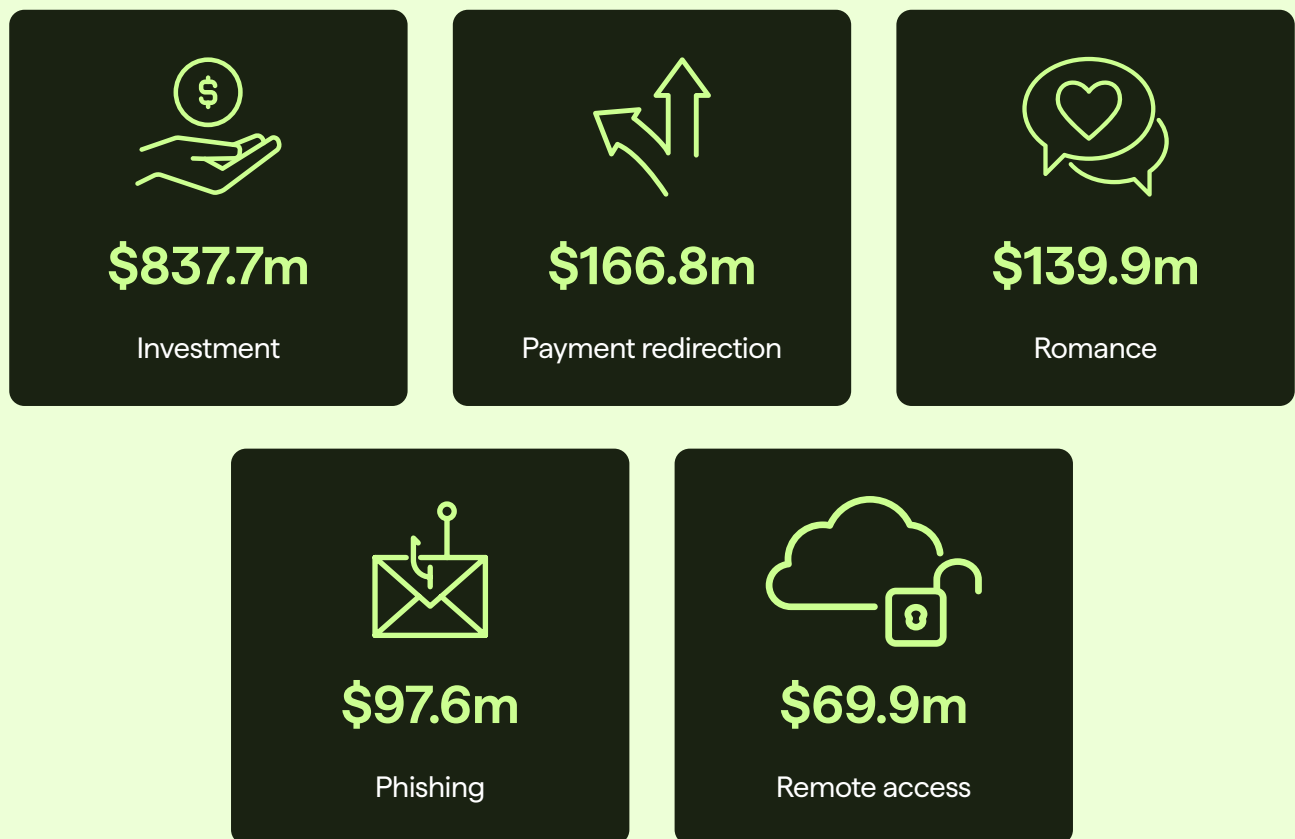 $
$837.7m
Investment
$166.8m
Payment redirection
$139.9m
Romance
$97.6m
Phishing
$69.9m
Remote access